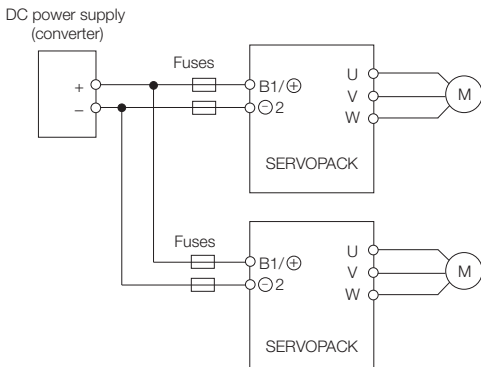 DC power supply
(converter)
Fuses
+
−
B1/⊕
⊖2
U
V
W
M
SERVOPACK
Fuses
B1/⊕
⊖2
U
V
W
M
SERVOPACK